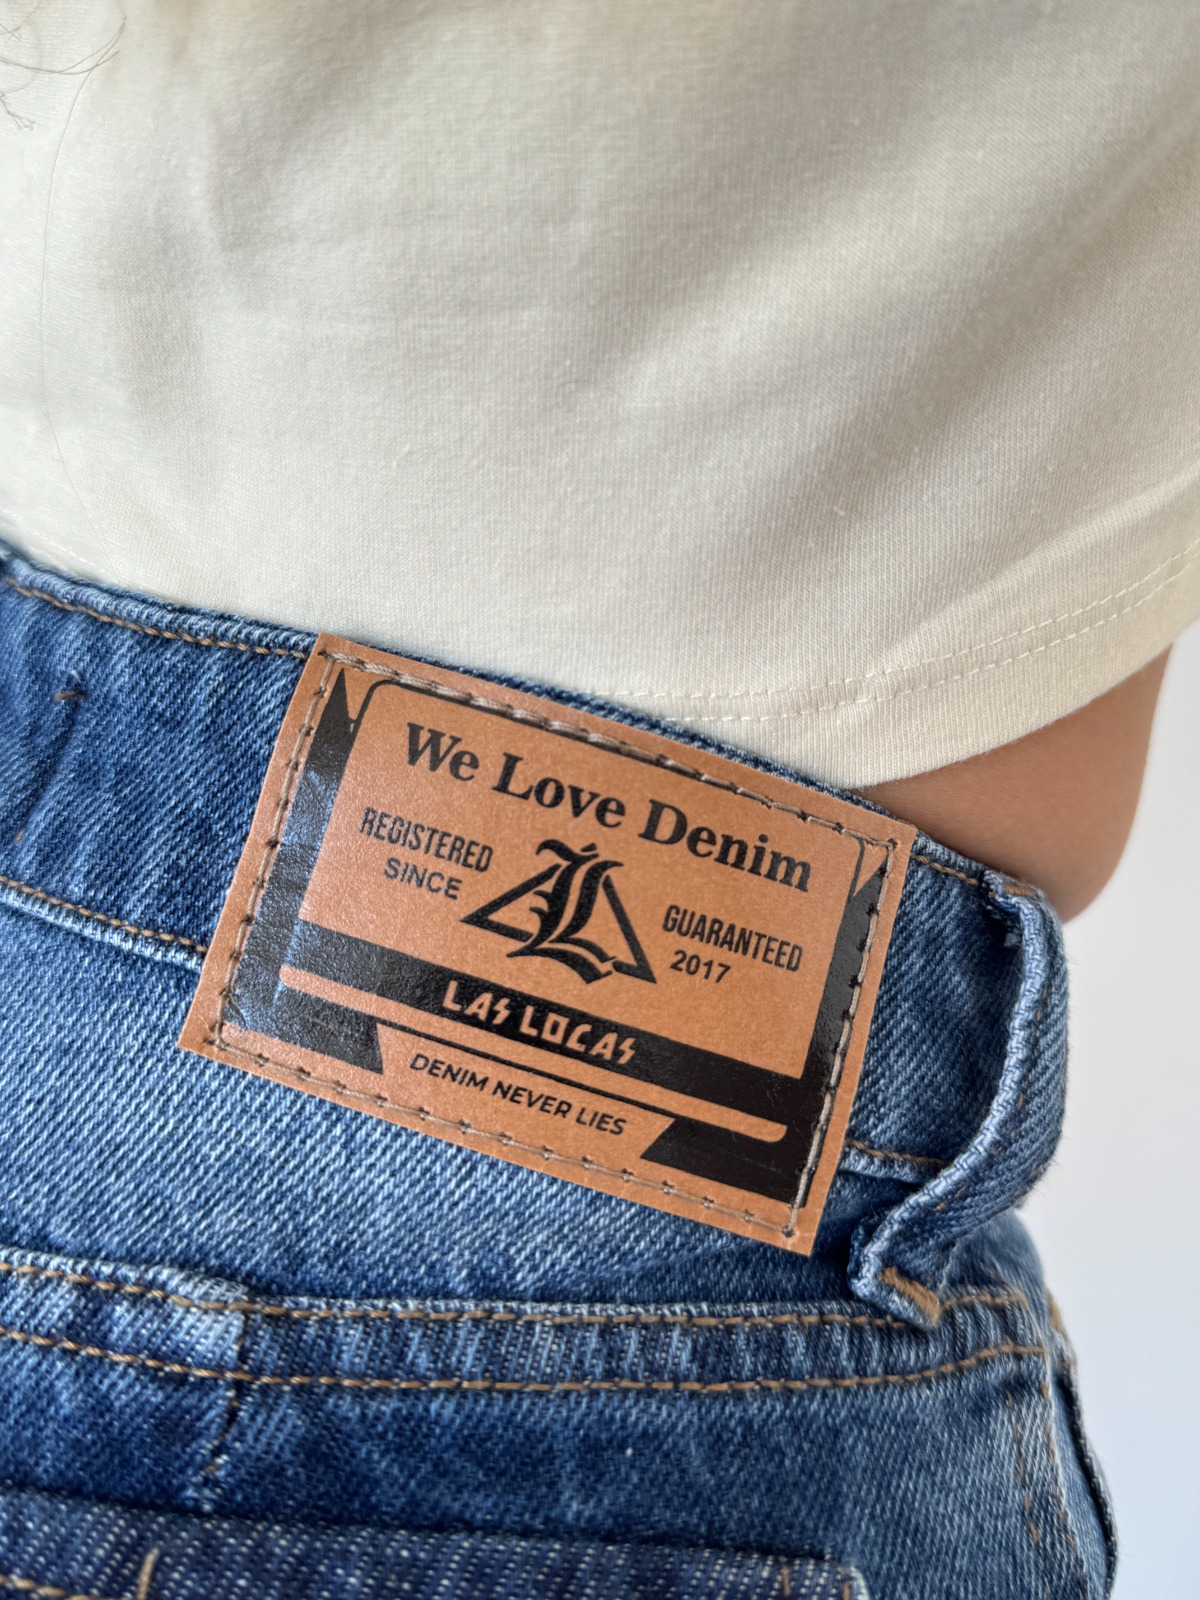 We Love Denim
REGISTERED
SINCE
L
GUARANTEED
2017
LAS LOCAS
DENIM NEVER LIES